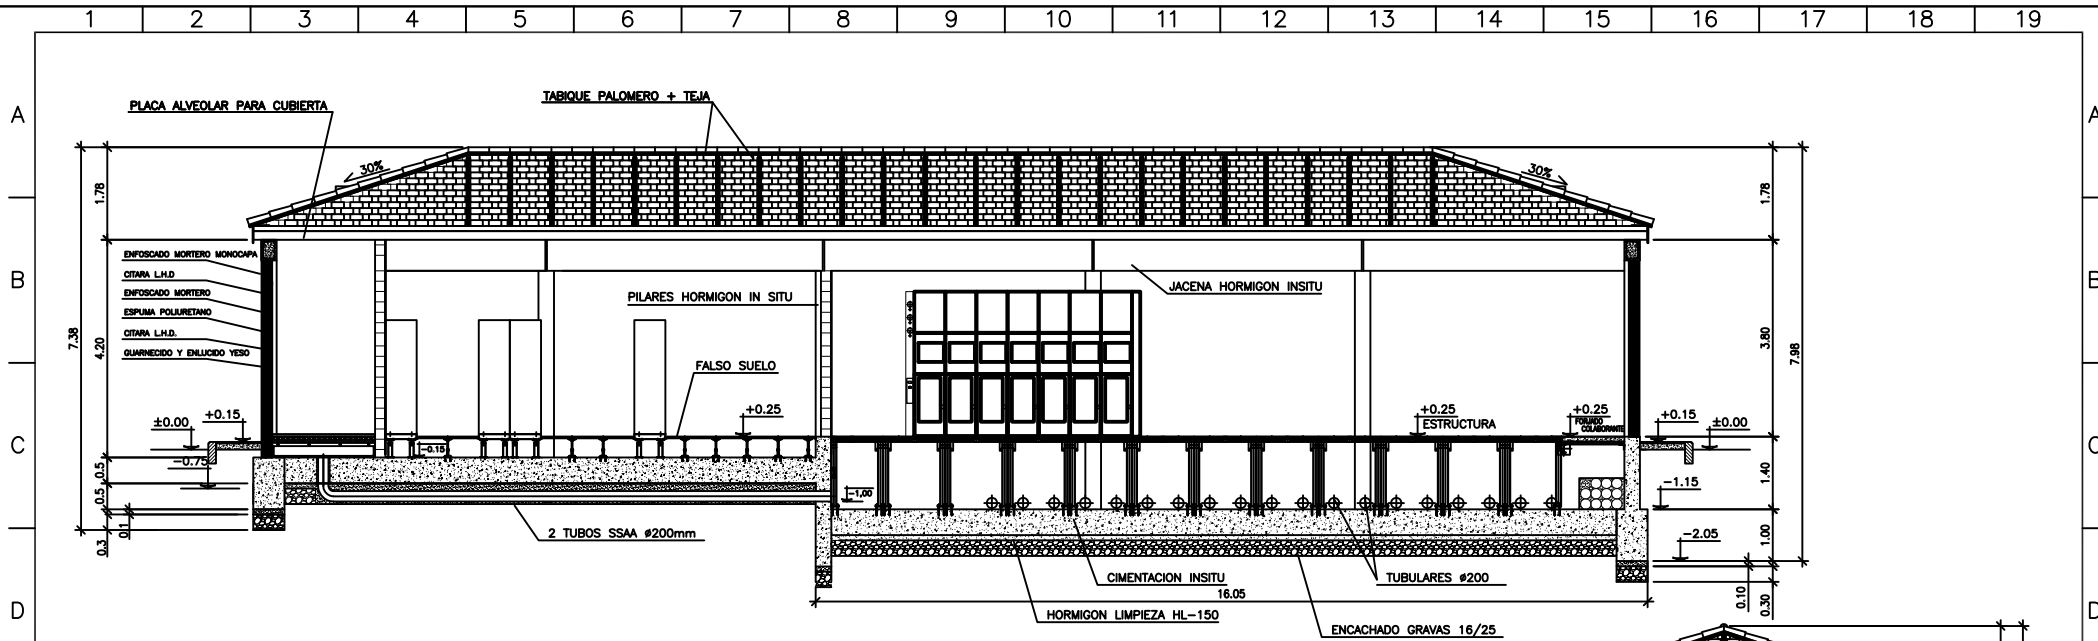 1 2 3 4 5 6 7 8 9 10 11 12 13 14 15 16 17 18 19
A A
PLACA ALVEOLAR PARA CUBIERTA
TABIQUE PALOMERO + TEJA
30%
30%
1.78
1.78
B B
ENFOSCADO MORTERO MONOCAPA
CITARA L.H.D
ENFOSCADO MORTERO
ESPUMA POLIURETANO
CITARA L.H.D.
GUARNECIDO Y ENLUCIDO YESO
PILARES HORMIGON IN SITU
JACENA HORMIGON INSITU
7.38
4.20
3.80
7.98
FALSO SUELO
C C
±0.00
+0.15
+0.25
+0.25
ESTRUCTURA
+0.25
FORJADO
COLABORANTE
+0.15
±0.00
-0.15
-0.75
0.5
0.5
-1,00
1.40
-1.15
0.1
0.3
2 TUBOS SSAA ø200mm
-2.05
1.00
CIMENTACION INSITU
TUBULARES ø200
16.05
0.10
0.30
D D
HORMIGON LIMPIEZA HL-150
ENCACHADO GRAVAS 16/25